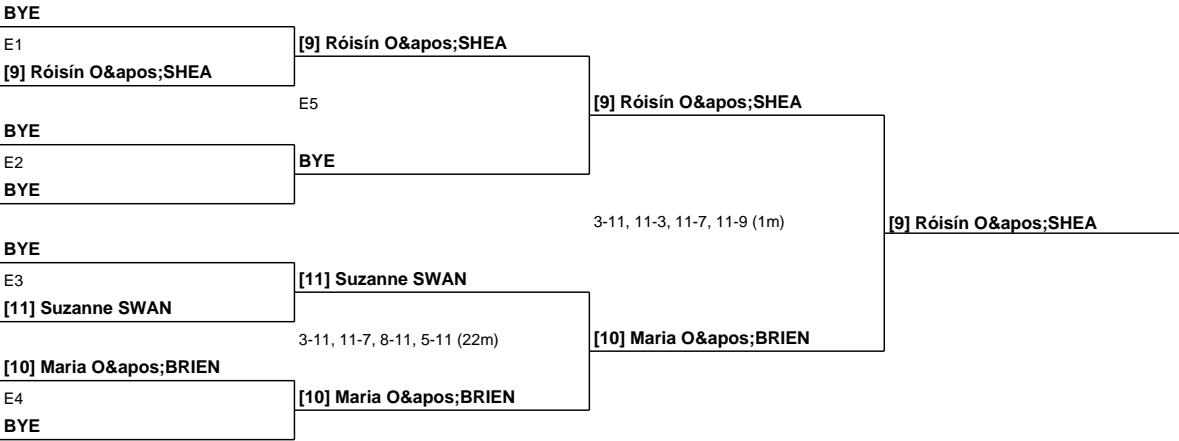 BYE
E1
[9] Róisín O&apos;SHEA
BYE
E2
BYE
BYE
E3
[11] Suzanne SWAN
[10] Maria O&apos;BRIEN
E4
BYE
[9] Róisín O&apos;SHEA
E5
BYE
[11] Suzanne SWAN
3-11, 11-7, 8-11, 5-11 (22m)
[10] Maria O&apos;BRIEN
[9] Róisín O&apos;SHEA
3-11, 11-3, 11-7, 11-9 (1m)
[10] Maria O&apos;BRIEN
[9] Róisín O&apos;SHEA